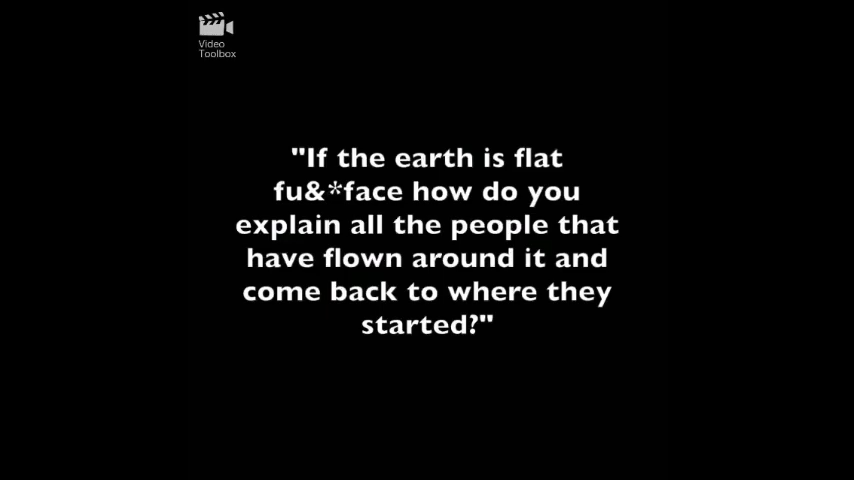 Video
Toolbox
"If the earth is flat
fu&*face how do you
explain all the people that
have flown around it and
come back to where they
started?"